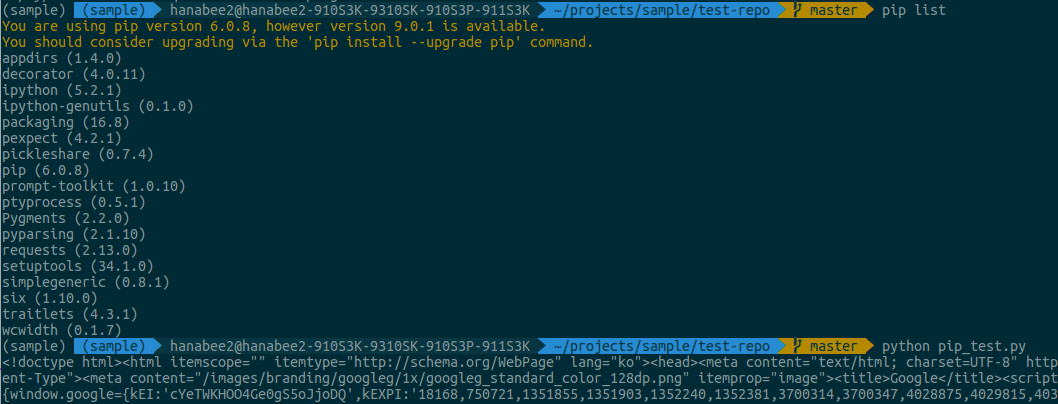 (sample) (sample) hanabee2@hanabee2-910S3K-9310SK-910S3P-911S3K ~/projects/sample/test-repo master pip list
You are using pip version 6.0.8, however version 9.0.1 is available.
You should consider upgrading via the 'pip install --upgrade pip' command.
appdirs (1.4.0)
decorator (4.0.11)
ipython (5.2.1)
ipython-genutils (0.1.0)
packaging (16.8)
pexpect (4.2.1)
pickleshare (0.7.4)
pip (6.0.8)
prompt-toolkit (1.0.10)
ptyprocess (0.5.1)
Pygments (2.2.0)
pyparsing (2.1.10)
requests (2.13.0)
setuptools (34.1.0)
simplegeneric (0.8.1)
six (1.10.0)
traitlets (4.3.1)
wcwidth (0.1.7)
(sample) (sample) hanabee2@hanabee2-910S3K-9310SK-910S3P-911S3K ~/projects/sample/test-repo master python pip_test.py
<!doctype html><html itemscope="" itemtype="http://schema.org/WebPage" lang="ko"><head><meta content="text/html; charset=UTF-8" http
ent-Type"><meta content="/images/branding/googleg/1x/googleg_standard_color_128dp.png" itemprop="image"><title>Google</title><script
{window.google={kEI:'cYeTWKHOO4Ge0gS5oJjoDQ',kEXPI:'18168,750721,1351855,1351903,1352240,1352381,3700314,3700347,4028875,4029815,403